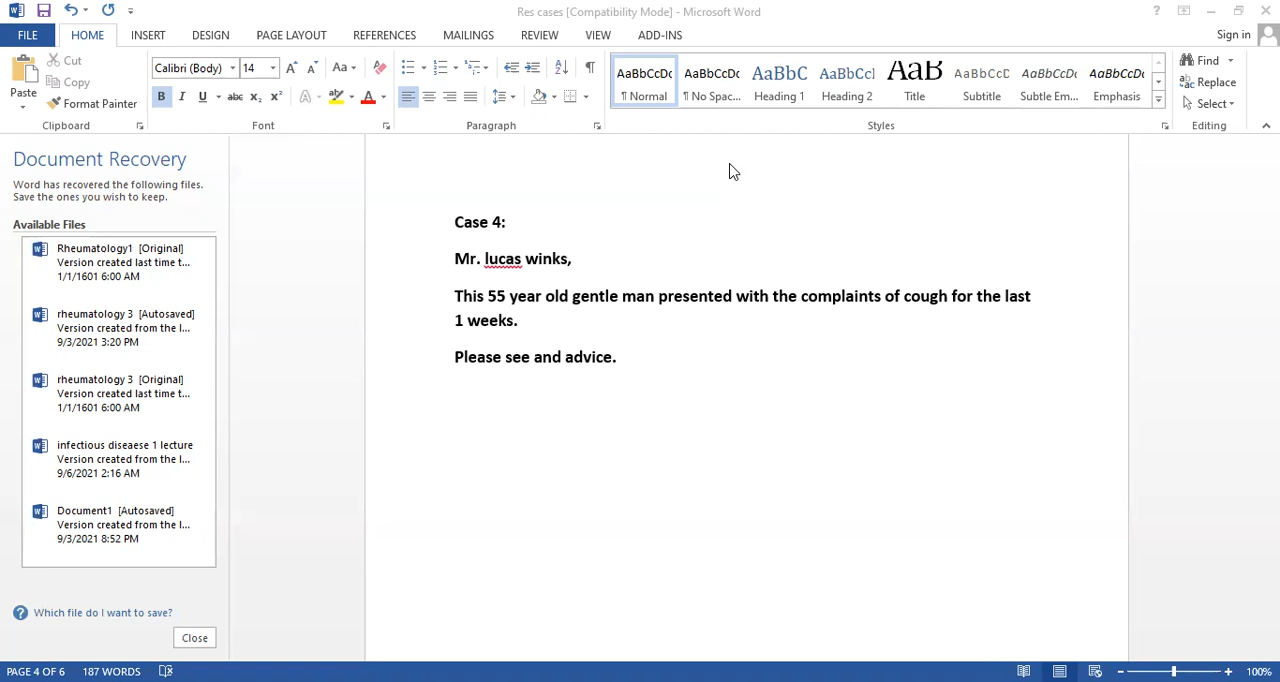 Res cases [Compatibility Mode] - Microsoft Word
?
FILE HOME INSERT DESIGN PAGE LAYOUT REFERENCES MAILINGS REVIEW VIEW ADD-INS Sign in
Paste
Cut
Copy
Format Painter
Clipboard
Calibri (Body) 14
Font
Paragraph
AaBbCcDc AaBbCcDc AaBbC AaBbCcI AaB AaBbCcD AaBbCcDc AaBbCcDc
¶ Normal ¶ No Spac... Heading 1 Heading 2 Title Subtitle Subtle Em... Emphasis
Styles
Find
Replace
Select
Editing
Document Recovery
Word has recovered the following files.
Save the ones you wish to keep.
Available Files
Rheumatology1 [Original]
Version created last time t...
1/1/1601 6:00 AM
rheumatology 3 [Autosaved]
Version created from the l...
9/3/2021 3:20 PM
rheumatology 3 [Original]
Version created last time t...
1/1/1601 6:00 AM
infectious diseaese 1 lecture
Version created from the l...
9/6/2021 2:16 AM
Document1 [Autosaved]
Version created from the l...
9/3/2021 8:52 PM
? Which file do I want to save?
Close
Case 4:
Mr. lucas winks,
This 55 year old gentle man presented with the complaints of cough for the last
1 weeks.
Please see and advice.
PAGE 4 OF 6 187 WORDS 100%